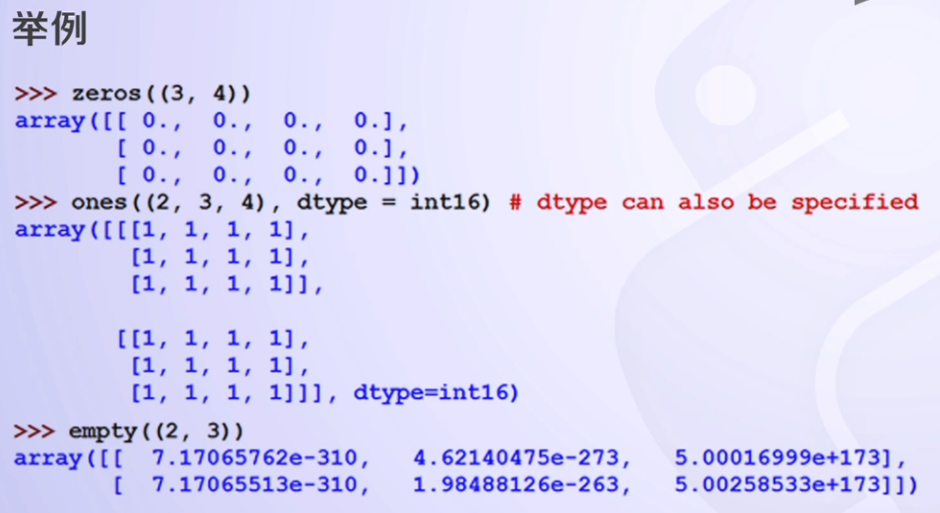 举例
>>> zeros((3, 4))
array([[ 0.,  0.,  0.,  0.],
       [ 0.,  0.,  0.,  0.],
       [ 0.,  0.,  0.,  0.]])
>>> ones((2, 3, 4), dtype = int16) # dtype can also be specified
array([[[1, 1, 1, 1],
        [1, 1, 1, 1],
        [1, 1, 1, 1]],
       [[1, 1, 1, 1],
        [1, 1, 1, 1],
        [1, 1, 1, 1]]], dtype=int16)
>>> empty((2, 3))
array([[  7.17065762e-310,   4.62140475e-273,   5.00016999e+173],
       [  7.17065513e-310,   1.98488126e-263,   5.00258533e+173]])